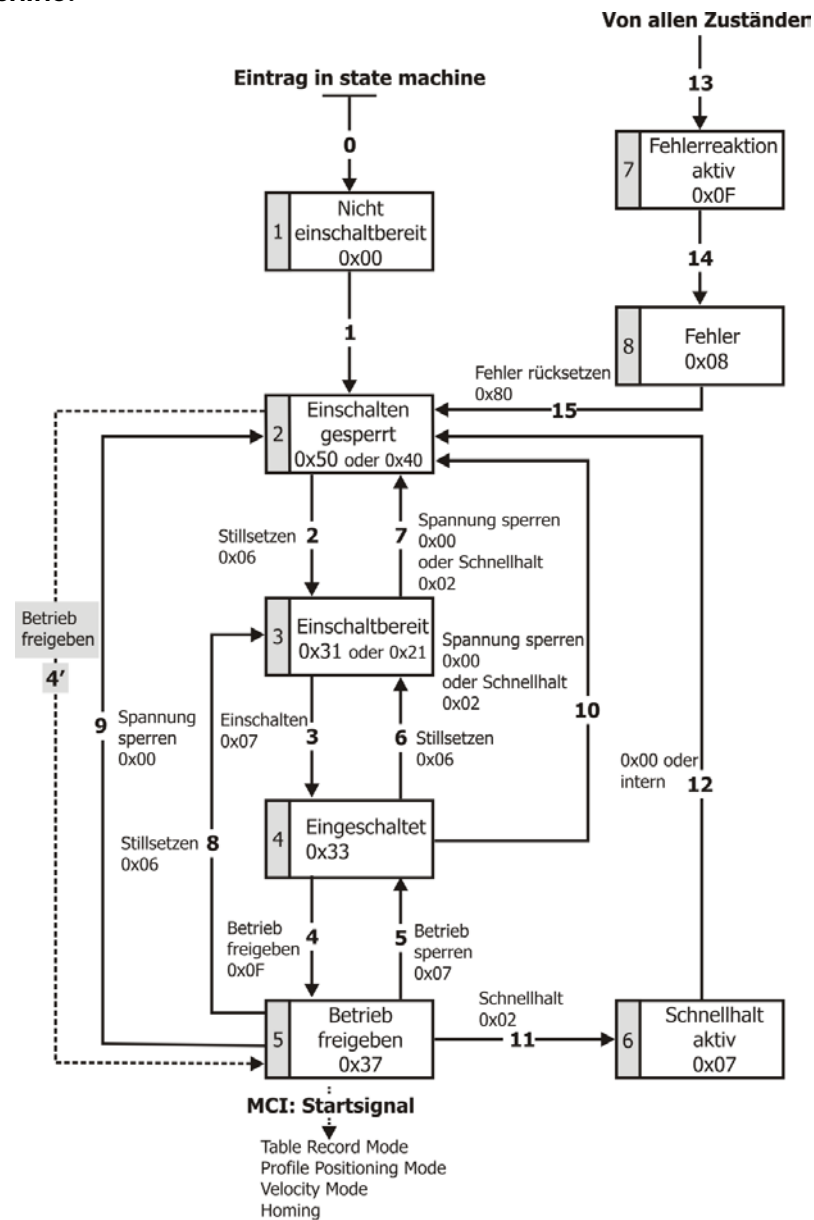 Von allen Zuständen
Eintrag in state machine
13
0
7
Fehlerreaktion
aktiv
0x0F
1
Nicht
einschaltbereit
0x00
14
1
8
Fehler
0x08
Fehler rücksetzen
0x80
15
2
Einschalten
gesperrt
0x50 oder 0x40
Stillsetzen
0x06
2
7
Spannung sperren
0x00
oder Schnellhalt
0x02
Betrieb
freigeben
4'
3
Einschaltbereit
0x31 oder 0x21
Spannung sperren
0x00
oder Schnellhalt
0x02
10
9
Spannung
sperren
0x00
Einschalten
0x07
3
6
Stillsetzen
0x06
0x00 oder
intern
12
4
Eingeschaltet
0x33
Stillsetzen
0x06
8
Betrieb
freigeben
0x0F
4
5
Betrieb
sperren
0x07
Schnellhalt
0x02
11
5
Betrieb
freigeben
0x37
6
Schnellhalt
aktiv
0x07
MCI: Startsignal
Table Record Mode
Profile Positioning Mode
Velocity Mode
Homing